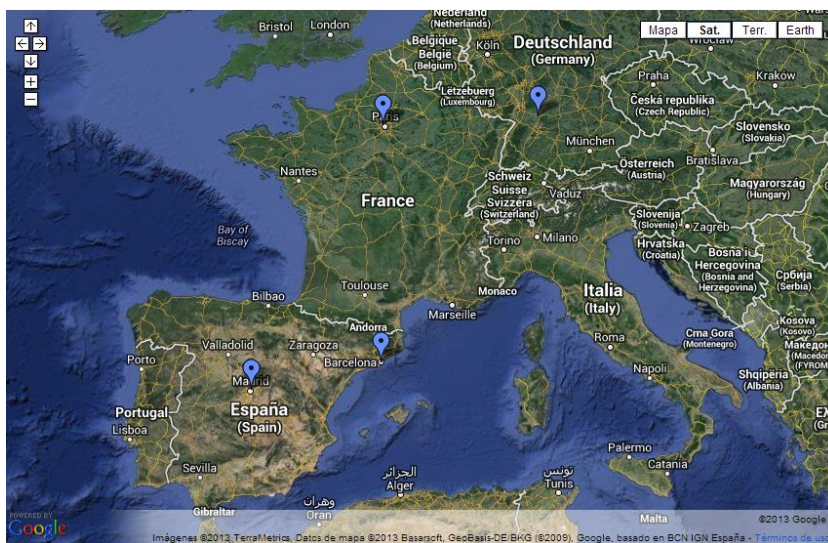 Nederland
(Netherlands)
Bristol
London
Mapa
Sat.
Terr.
Earth
België
Belgique
België
(Belgium)
Köln
Deutschland
(Germany)
Praha
Kraków
Lëtzebuerg
(Luxembourg)
Česká republika
(Czech Republic)
Paris
Slovensko
(Slovakia)
München
Bratislava
Österreich
(Austria)
Nantes
France
Schweiz
Suisse
Svizzera
(Switzerland)
Vaduz
Magyarország
(Hungary)
Slovenija
(Slovenia)
Zagreb
Hrvatska
(Croatia)
Bay of
Biscay
Torino
Milano
Bosna i
Hercegovina
(Bosnia and
Herzegovina)
Србија
(Serbia)
Toulouse
Monaco
Italia
(Italy)
Bilbao
Marseille
Andorra
Kosova
(Kosovo)
Crna Gora
(Montenegro)
Valladolid
Zaragoza
Barcelona
Roma
Porto
Madrid
Napoli
Shqipëria
(Albania)
(FYROM)
Portugal
España
(Spain)
Lisboa
Sevilla
Palermo
Catania
الجزائر
Alger
تونس
Tunis
Gibraltar
وهران
Oran
Malta
POWERED BY
Google
©2013 Google
Imágenes ©2013 TerraMetrics, Datos de mapa ©2013 Basarsoft, GeoBasis-DE/BKG (©2009), Google, basado en BCN IGN España - Términos de uso